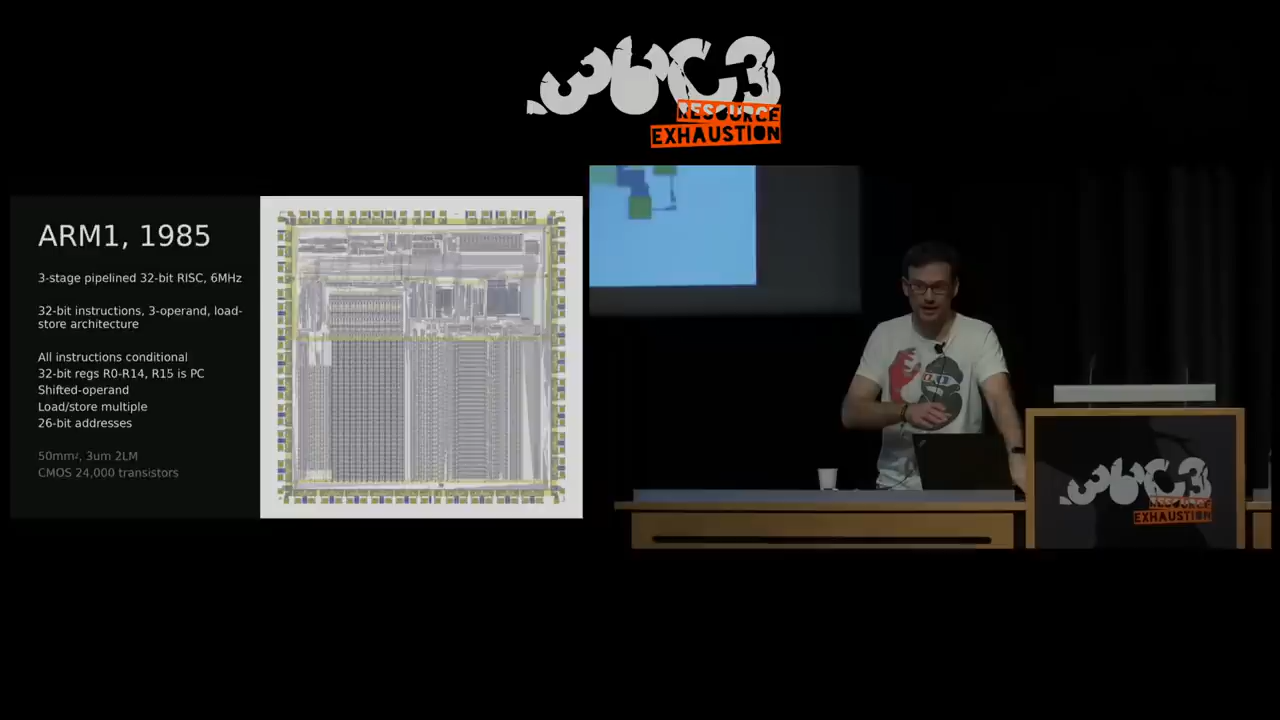 36C3
RESOURCE
EXHAUSTION
ARM1, 1985
3-stage pipelined 32-bit RISC, 6MHz
32-bit instructions, 3-operand, load-
store architecture
All instructions conditional
32-bit regs R0-R14, R15 is PC
Shifted-operand
Load/store multiple
26-bit addresses
50mm², 3um 2LM
CMOS 24,000 transistors
36C3
RESOURCE
EXHAUSTION